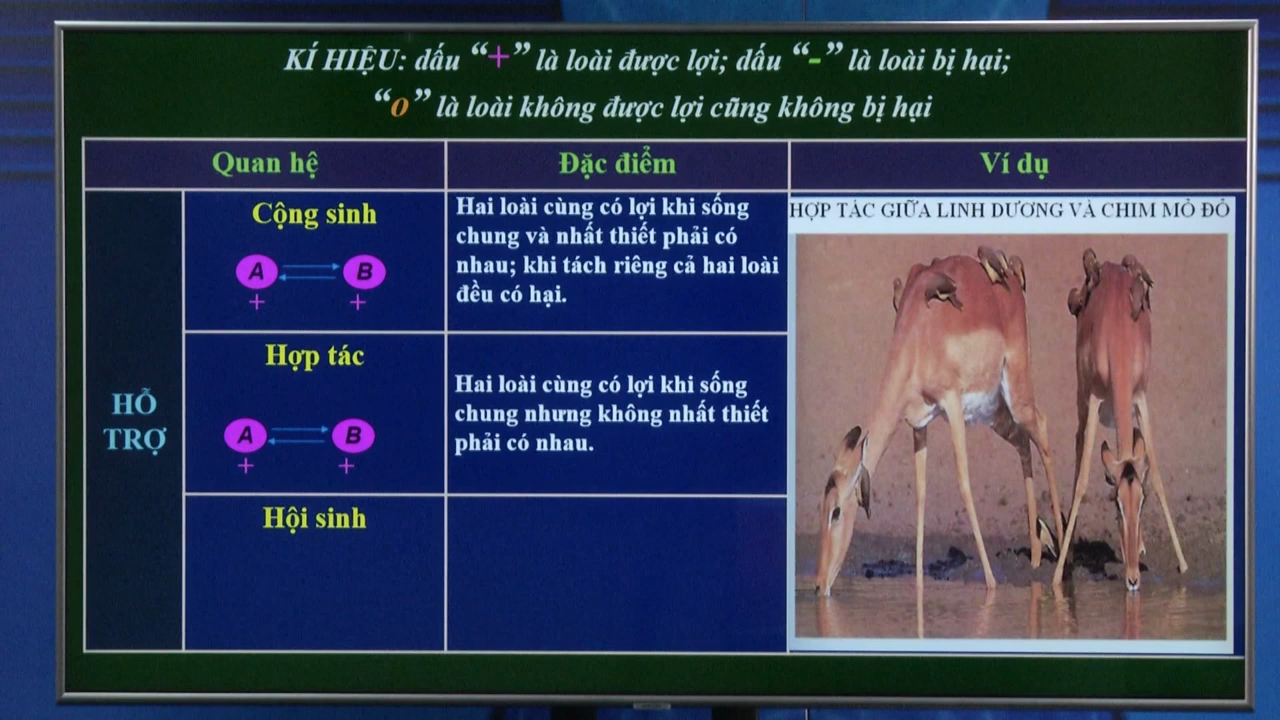 KÍ HIỆU: dấu “+” là loài được lợi; dấu “-” là loài bị hại;
“o” là loài không được lợi cũng không bị hại
Quan hệ
Đặc điểm
Ví dụ
HỖ
TRỢ
Cộng sinh
A B
+ +
Hai loài cùng có lợi khi sống
chung và nhất thiết phải có
nhau; khi tách riêng cả hai loài
đều có hại.
Hợp tác
A B
+ +
Hai loài cùng có lợi khi sống
chung nhưng không nhất thiết
phải có nhau.
Hội sinh
HỢP TÁC GIỮA LINH DƯƠNG VÀ CHIM MỎ ĐỎ